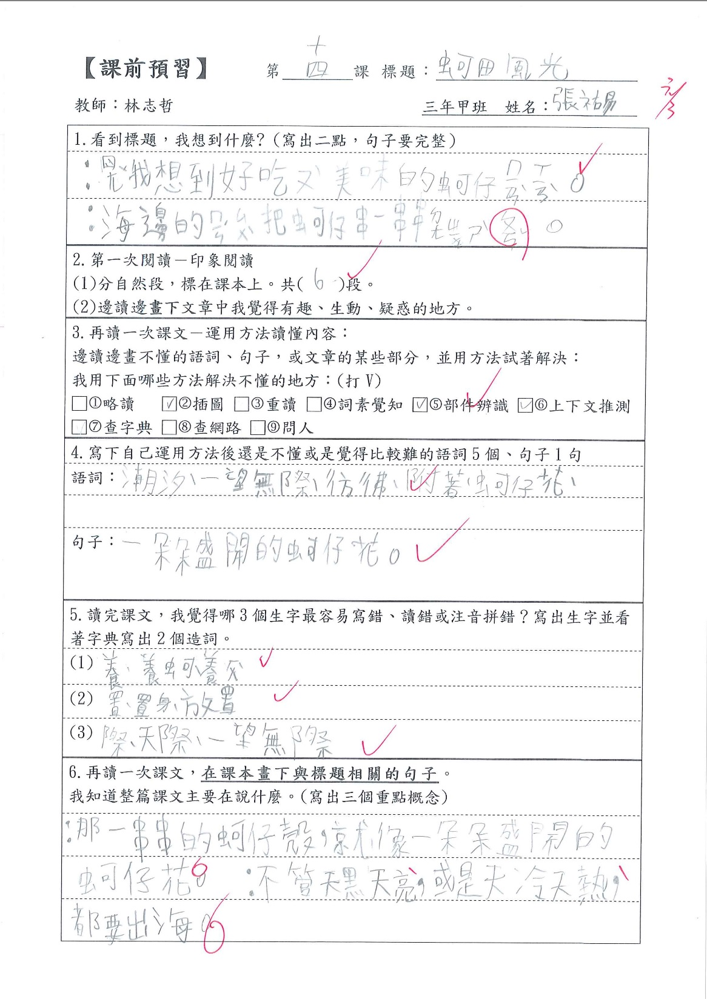 十
【課前預習】 第 四 課 標題：蚵田風光
教師：林志哲 三年甲班 姓名：張祐易
1.看到標題，我想到什麼?(寫出二點，句子要完整)
：我想到好吃又美味的蚵仔ㄇㄧ。
：海邊的 把蚵仔串一串串 。
2.第一次閱讀－印象閱讀
(1)分自然段，標在課本上。共( 6 )段。
(2)邊讀邊畫下文章中我覺得有趣、生動、疑惑的地方。
3.再讀一次課文－運用方法讀懂內容：
邊讀邊畫不懂的語詞、句子，或文章的某些部分，並用方法試著解決：
我用下面哪些方法解決不懂的地方：(打V)
□①略讀 ☑②插圖 □③重讀 □④詞素覺知 ☑⑤部件辨識 ☑⑥上下文推測
□⑦查字典 □⑧查網路 □⑨問人
4.寫下自己運用方法後還是不懂或是覺得比較難的語詞5個、句子1句
語詞：潮汐、一望無際、彷彿、附著、蚵仔花、
句子：一朵朵盛開的蚵仔花。
5.讀完課文，我覺得哪3個生字最容易寫錯、讀錯或注音拼錯？寫出生字並看
著字典寫出2個造詞。
(1) 養、養蚵、養分
(2) 置、置身、放置
(3) 際、天際、一望無際
6.再讀一次課文，在課本畫下與標題相關的句子。
我知道整篇課文主要在說什麼。(寫出三個重點概念)
：那一串串的蚵仔殼，就像一朵朵盛開的
蚵仔花。 ：不管天黑天亮，或是天冷天熱，
都要出海。